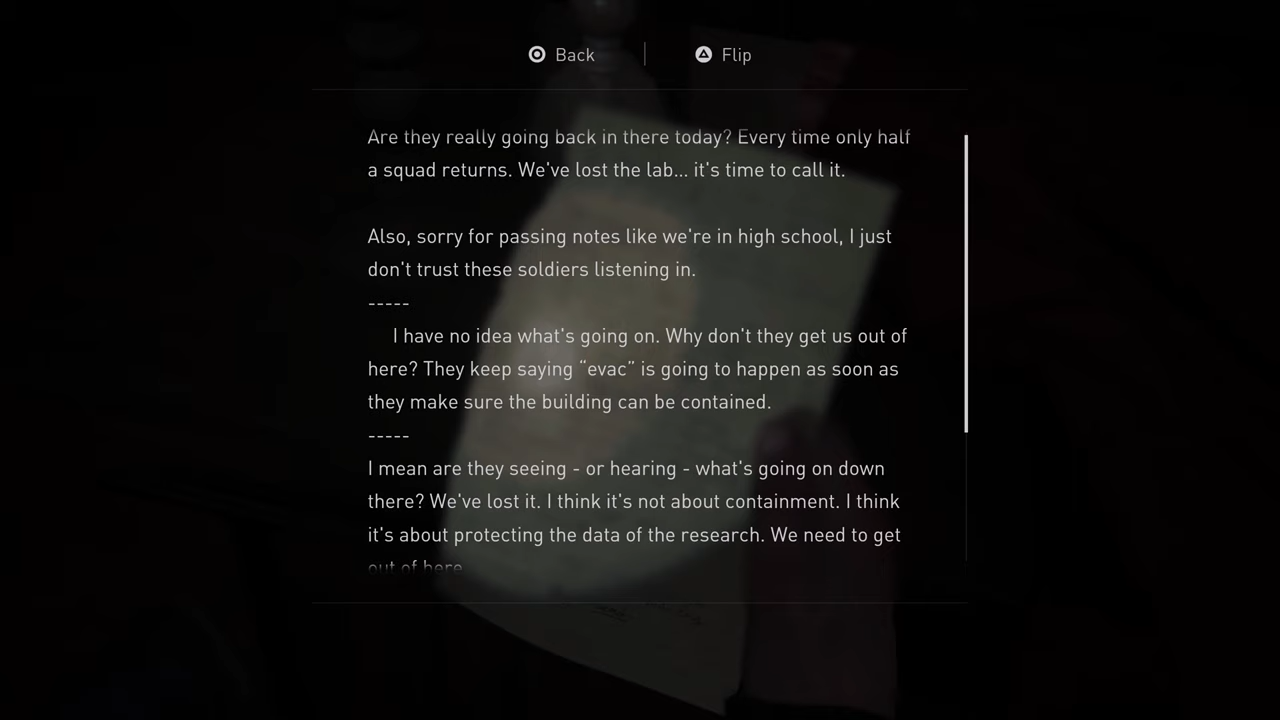 Back
Flip
Are they really going back in there today? Every time only half
a squad returns. We've lost the lab... it's time to call it.
Also, sorry for passing notes like we're in high school, I just
don't trust these soldiers listening in.
-----
I have no idea what's going on. Why don't they get us out of
here? They keep saying “evac” is going to happen as soon as
they make sure the building can be contained.
-----
I mean are they seeing - or hearing - what's going on down
there? We've lost it. I think it's not about containment. I think
it's about protecting the data of the research. We need to get
out of here